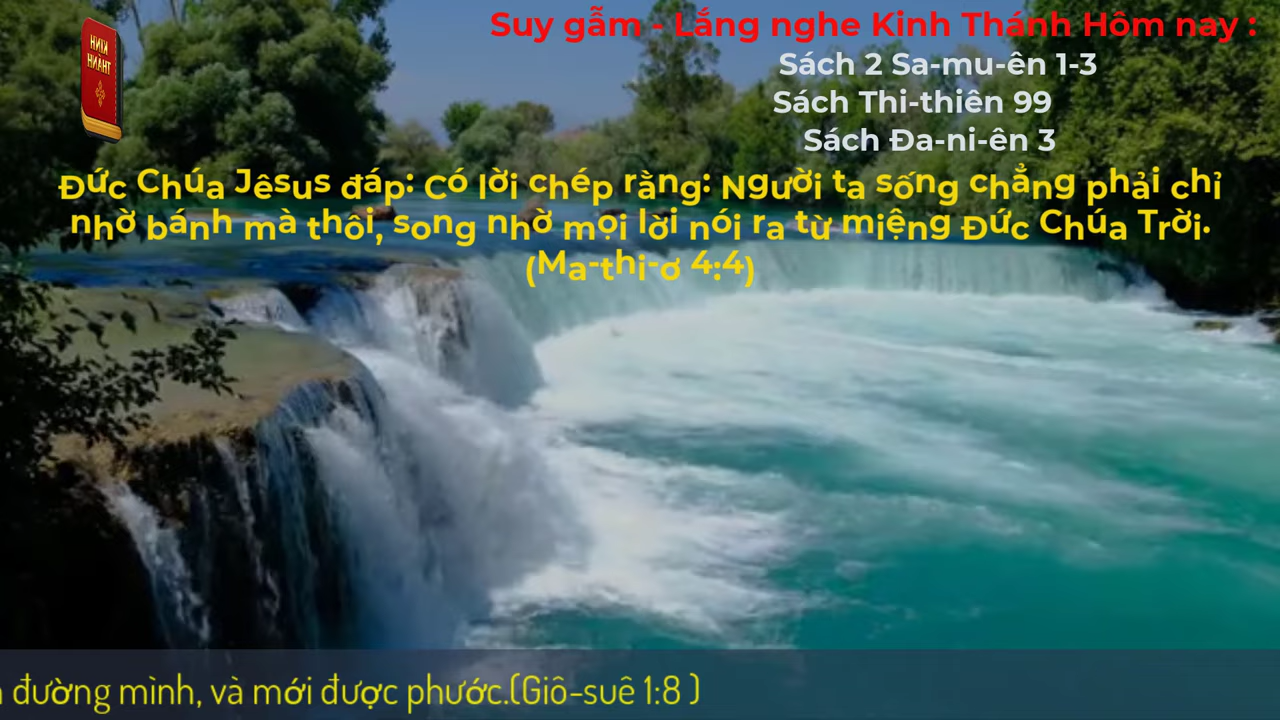 KINH
THÁNH
Suy gẫm - Lắng nghe Kinh Thánh Hôm nay :
Sách 2 Sa-mu-ên 1-3
Sách Thi-thiên 99
Sách Đa-ni-ên 3
Đức Chúa Jêsus đáp: Có lời chép rằng: Người ta sống chẳng phải chỉ
nhờ bánh mà thôi, song nhờ mọi lời nói ra từ miệng Đức Chúa Trời.
(Ma-thi-ơ 4:4)
đường mình, và mới được phước.(Giô-suê 1:8 )